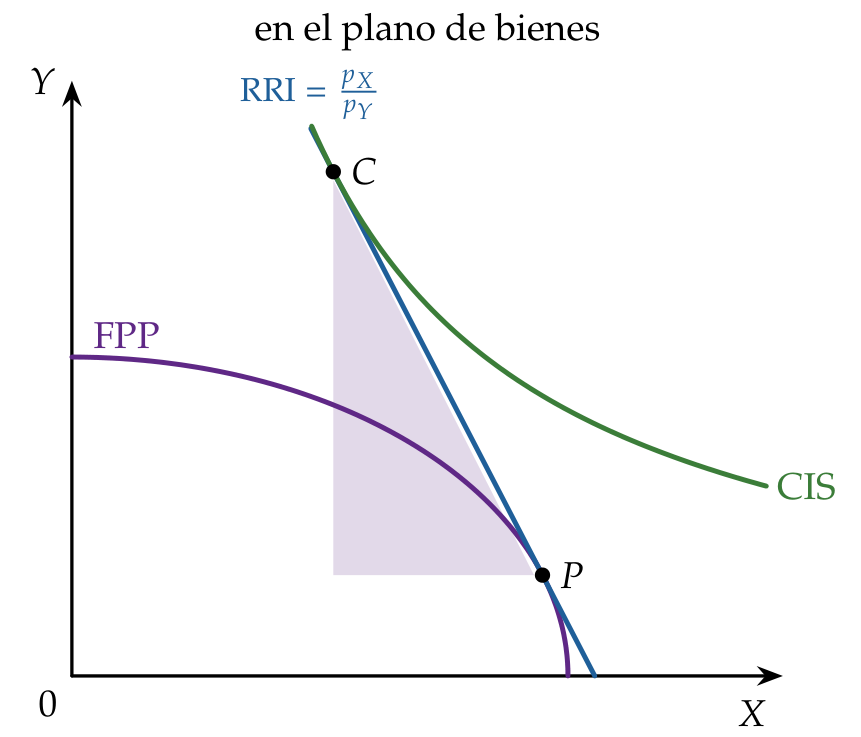 en el plano de bienes
Y
RRI = p_X/p_Y
C
FPP
CIS
P
0
X